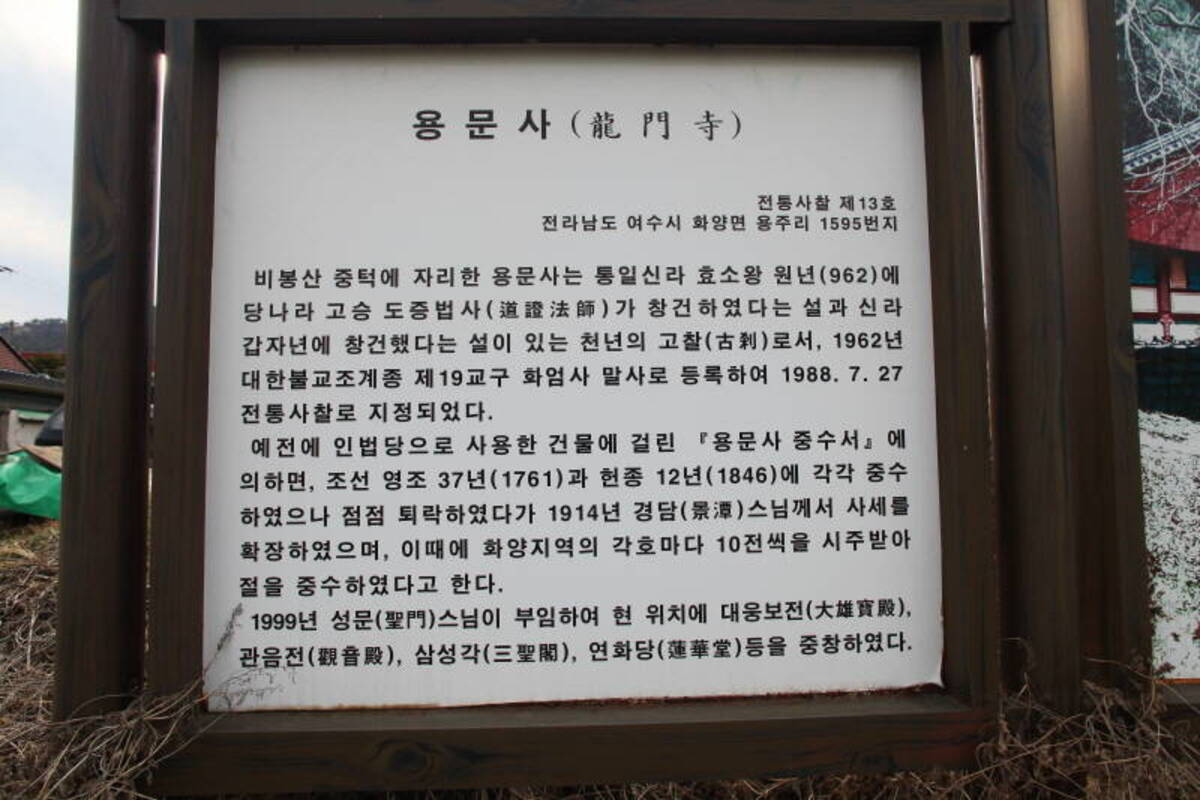 용문사 (龍門寺)
전통사찰 제13호
전라남도 여수시 화양면 용주리 1595번지
비봉산 중턱에 자리한 용문사는 통일신라 효소왕 원년(962)에
당나라 고승 도증법사(道證法師)가 창건하였다는 설과 신라
갑자년에 창건했다는 설이 있는 천년의 고찰(古刹)로서, 1962년
대한불교조계종 제19교구 화엄사 말사로 등록하여 1988. 7. 27
전통사찰로 지정되었다.
예전에 인법당으로 사용한 건물에 걸린 『용문사 중수서』에
의하면, 조선 영조 37년(1761)과 헌종 12년(1846)에 각각 중수
하였으나 점점 퇴락하였다가 1914년 경담(景潭)스님께서 사세를
확장하였으며, 이때에 화양지역의 각호마다 10전씩을 시주받아
절을 중수하였다고 한다.
1999년 성문(聖門)스님이 부임하여 현 위치에 대웅보전(大雄寶殿),
관음전(觀音殿), 삼성각(三聖閣), 연화당(蓮華堂)등을 중창하였다.